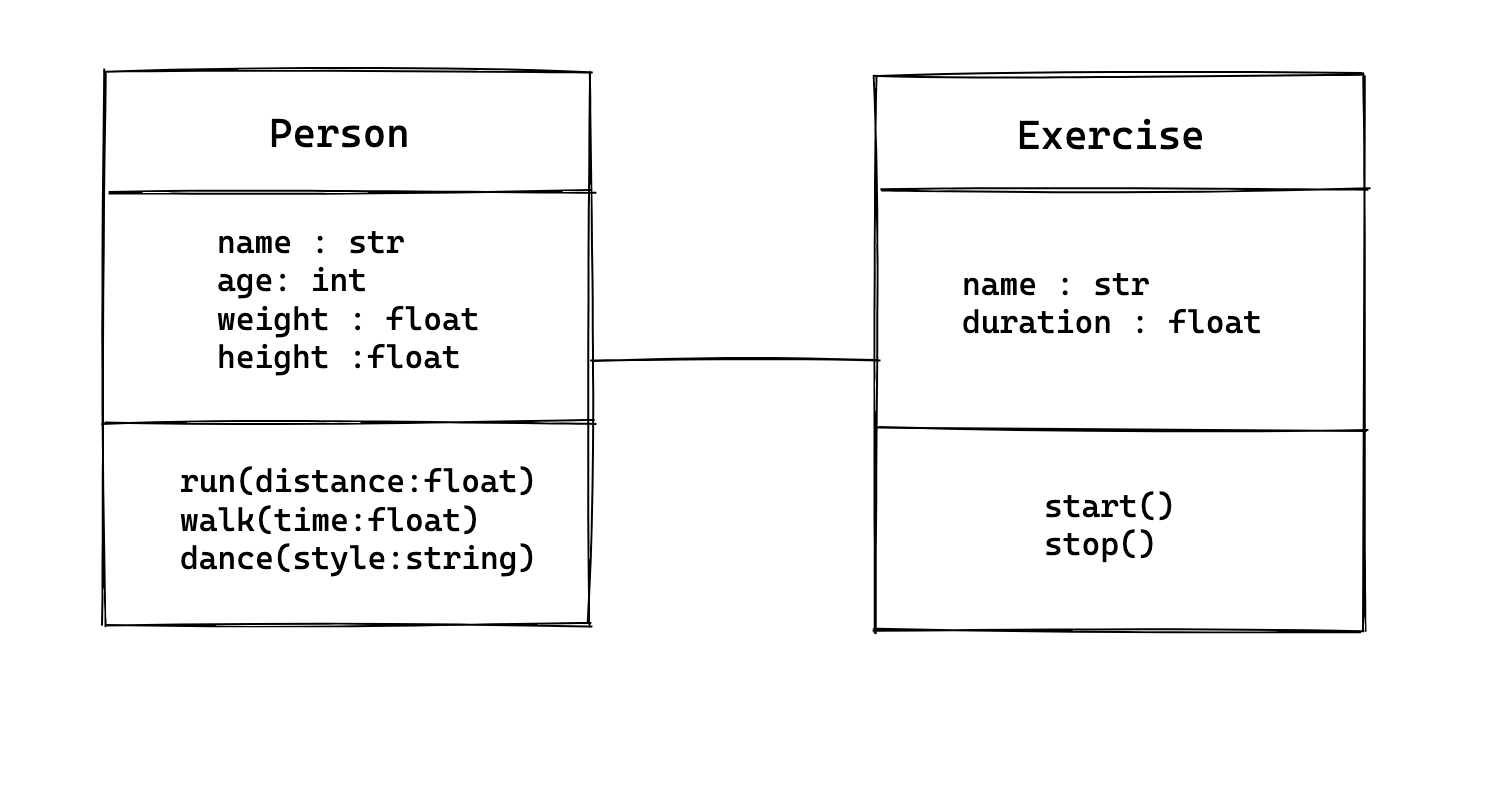 Person
name : str
age: int
weight : float
height :float
run(distance:float)
walk(time:float)
dance(style:string)
Exercise
name : str
duration : float
start()
stop()